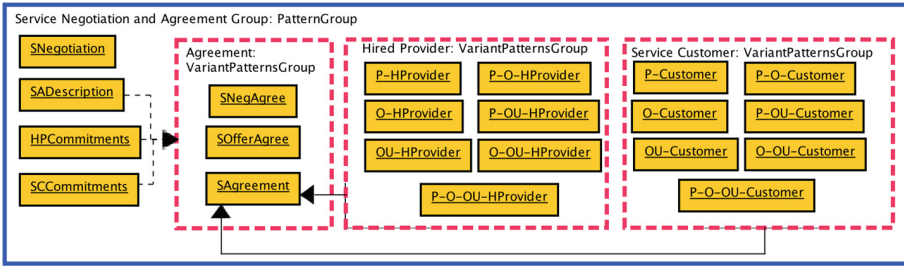 Service Negotiation and Agreement Group: PatternGroup
SNegotiation
SADescription
HPCommitments
SCCommitments
Agreement:
VariantPatternsGroup
SNegAgree
SOfferAgree
SAgreement
Hired Provider: VariantPatternsGroup
P-HProvider
P-O-HProvider
O-HProvider
P-OU-HProvider
OU-HProvider
O-OU-HProvider
P-O-OU-HProvider
Service Customer: VariantPatternsGroup
P-Customer
P-O-Customer
O-Customer
P-OU-Customer
OU-Customer
O-OU-Customer
P-O-OU-Customer